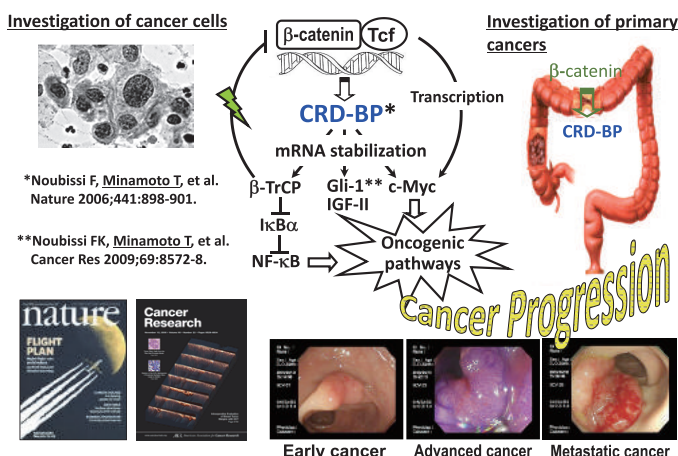 Investigation of cancer cells
Investigation of primary
cancers
β-catenin Tcf
β-catenin
CRD-BP
CRD-BP*
Transcription
mRNA stabilization
β-TrCP
Gli-1** c-Myc
IGF-II
IκBα
NF-κB
Oncogenic
pathways
*Noubissi F, Minamoto T, et al.
Nature 2006;441:898-901.
**Noubissi FK, Minamoto T, et al.
Cancer Res 2009;69:8572-8.
Cancer Progression
nature
FLIGHT
PLAN
Cancer
Research
Early cancer
Advanced cancer
Metastatic cancer